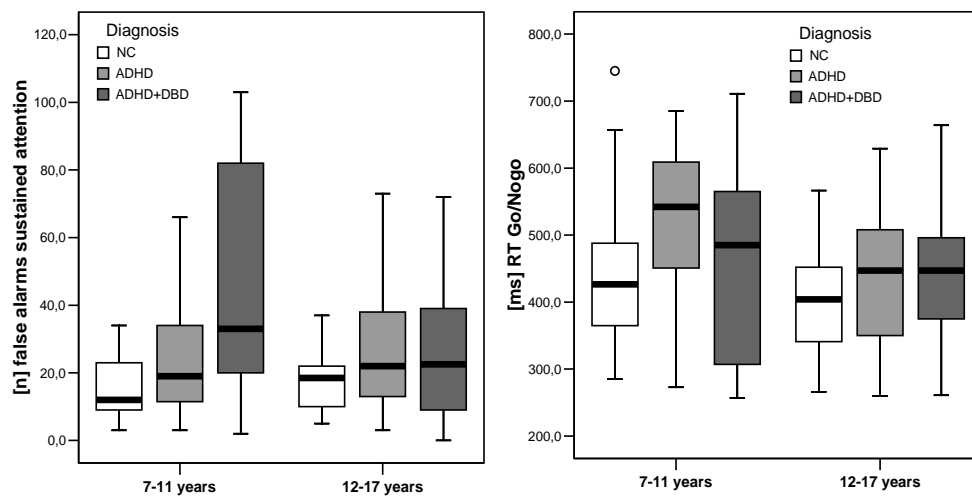 [n] false alarms sustained attention
120,0
100,0
80,0
60,0
40,0
20,0
0,0
Diagnosis
NC
ADHD
ADHD+DBD
7-11 years
12-17 years
[ms] RT Go/Nogo
800,0
700,0
600,0
500,0
400,0
300,0
200,0
Diagnosis
NC
ADHD
ADHD+DBD
7-11 years
12-17 years